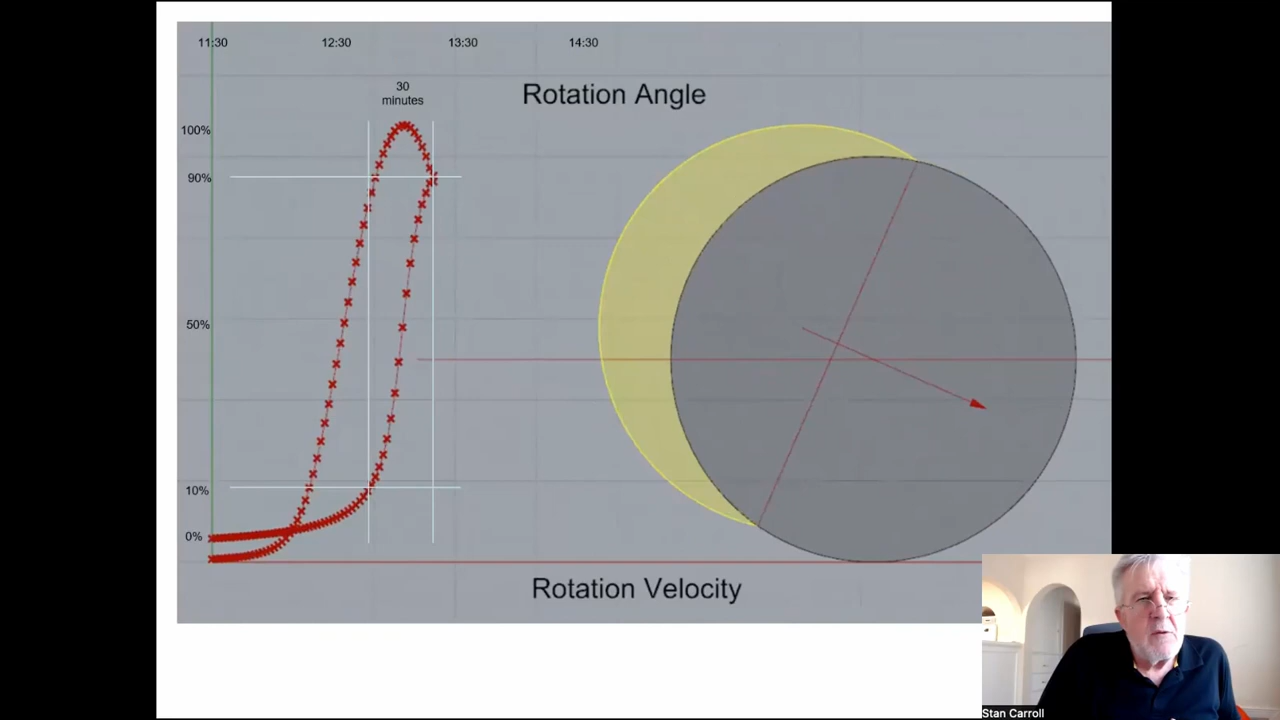 11:30 12:30 13:30 14:30
30
minutes
Rotation Angle
100%
90%
50%
10%
0%
Rotation Velocity
Stan Carroll